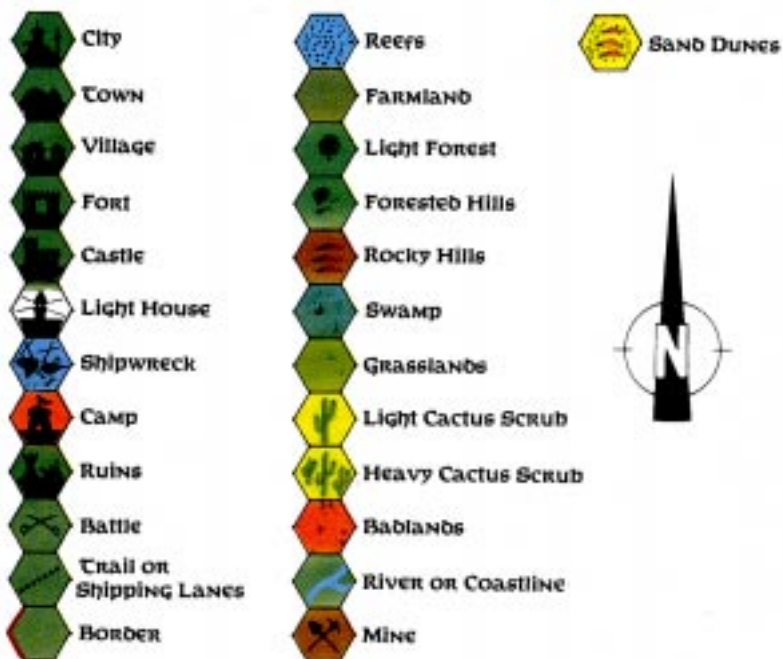 City
Town
Village
Fort
Castle
Light House
Shipwreck
Camp
Ruins
Battle
Trail or
Shipping Lanes
Border
Reefs
Farmland
Light Forest
Forested Hills
Rocky Hills
Swamp
Grasslands
Light Cactus Scrub
Heavy Cactus Scrub
Badlands
River or Coastline
Mine
Sand Dunes
N